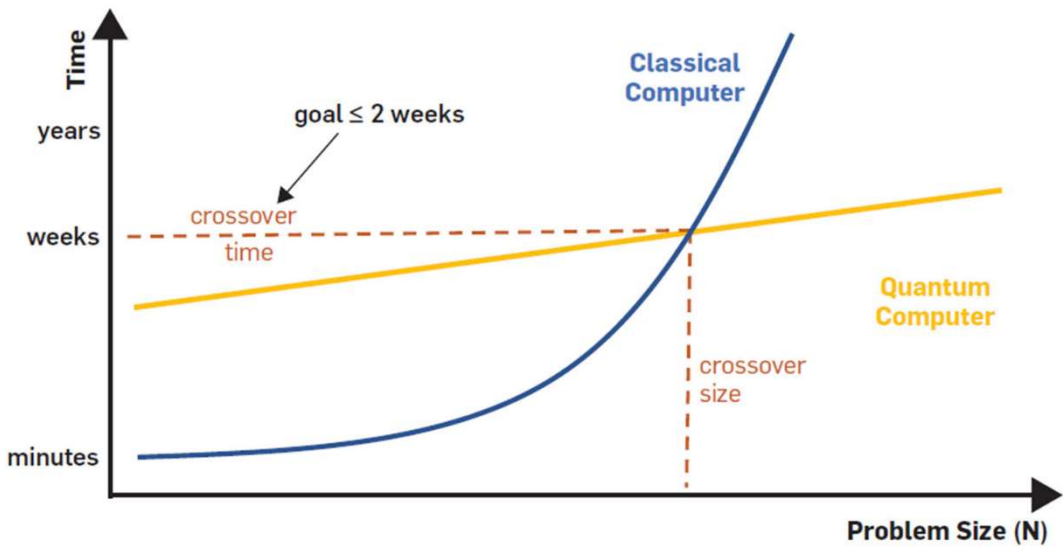 Time
Classical
Computer
goal ≤ 2 weeks
years
crossover
weeks
time
Quantum
Computer
crossover
size
minutes
Problem Size (N)